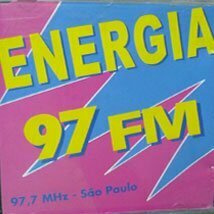 ENERGIA
97 FM
97,7 MHz - São Paulo